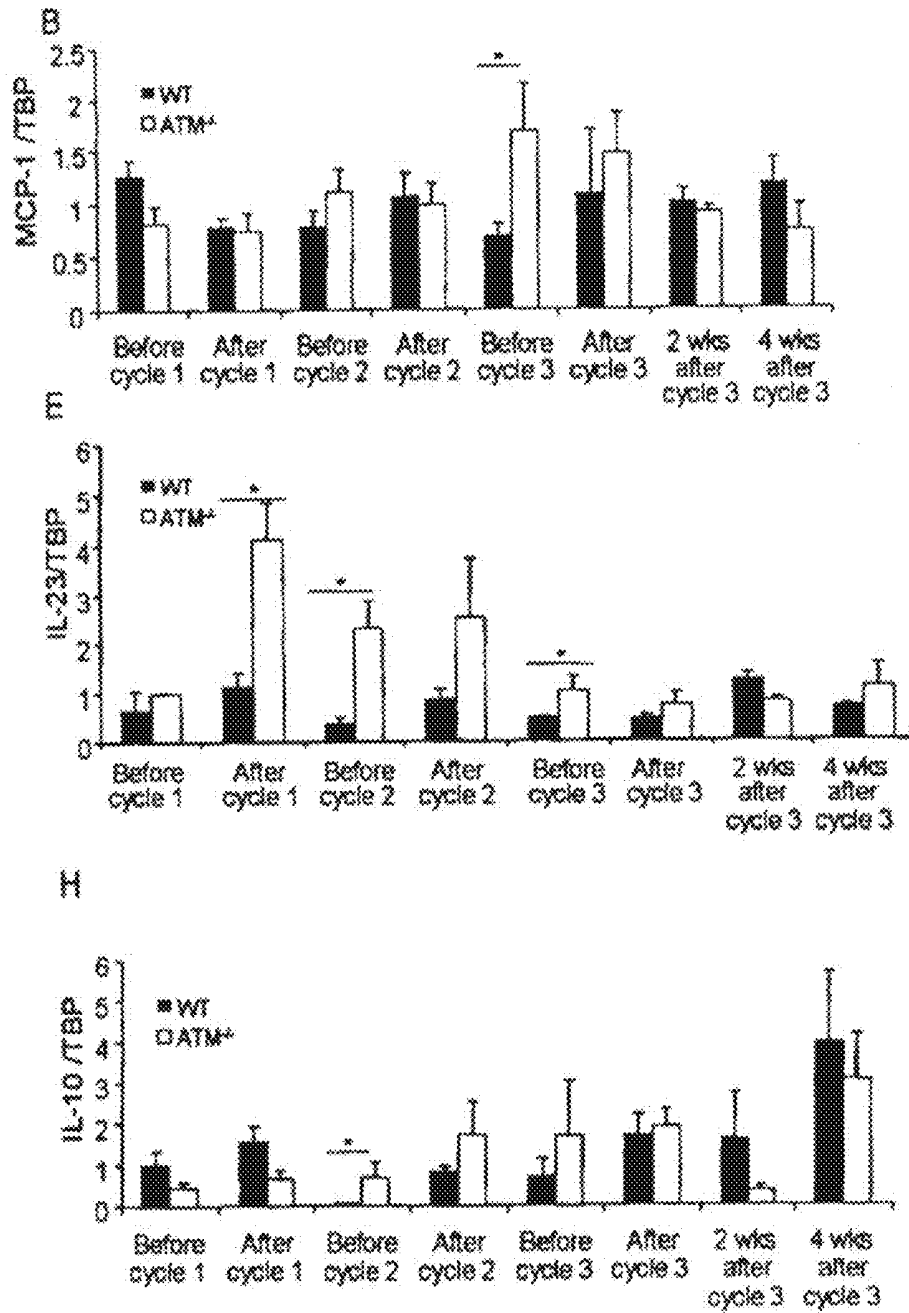 B
MCP-1 /TBP
2.5
2
1.5
1
0.5
0
WT
ATM-/-
*
Before cycle 1
After cycle 1
Before cycle 2
After cycle 2
Before cycle 3
After cycle 3
2 wks after cycle 3
4 wks after cycle 3
E
IL-23/TBP
6
5
4
3
2
1
0
WT
ATM-/-
*
*
*
Before cycle 1
After cycle 1
Before cycle 2
After cycle 2
Before cycle 3
After cycle 3
2 wks after cycle 3
4 wks after cycle 3
H
IL-10 /TBP
6
5
4
3
2
1
0
WT
ATM-/-
*
Before cycle 1
After cycle 1
Before cycle 2
After cycle 2
Before cycle 3
After cycle 3
2 wks after cycle 3
4 wks after cycle 3